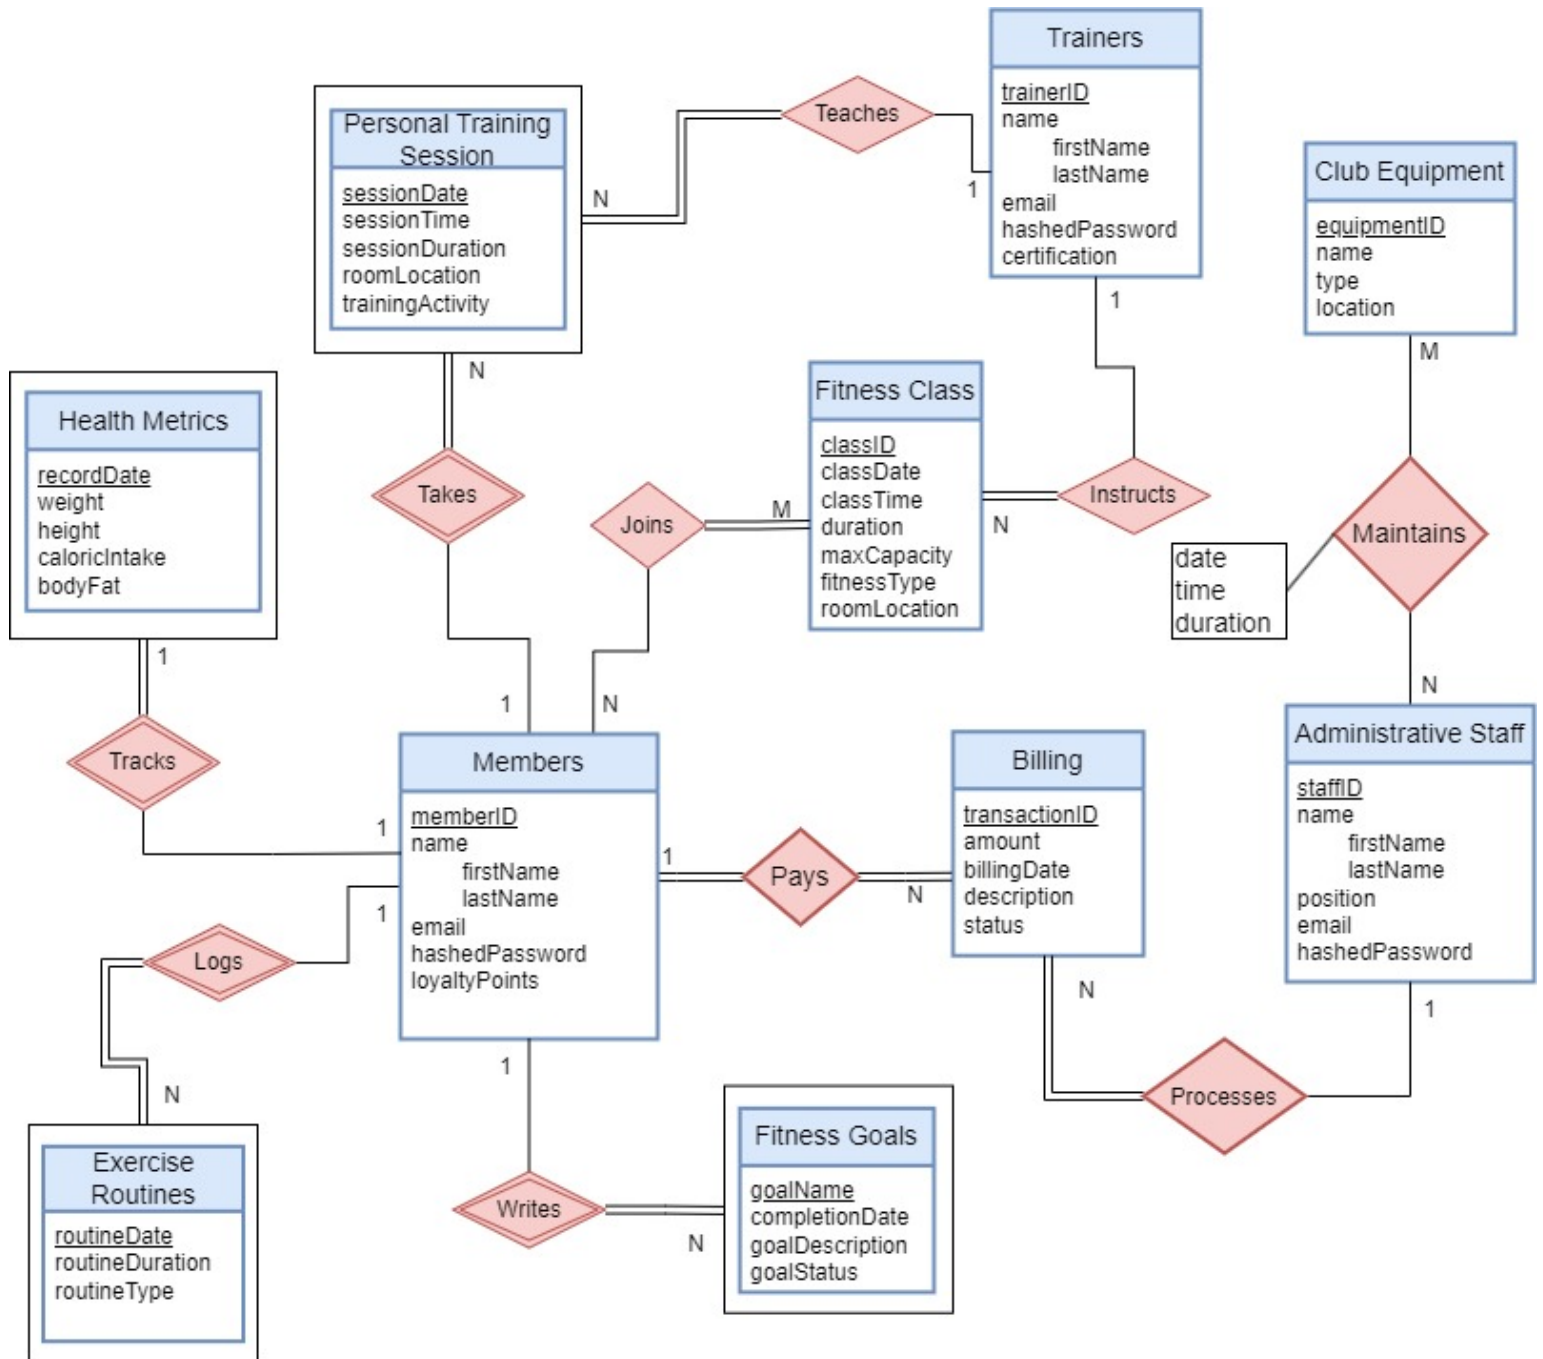 Trainers
trainerID
name
firstName
lastName
email
hashedPassword
certification
Teaches
1
N
1
Personal Training
Session
sessionDate
sessionTime
sessionDuration
roomLocation
trainingActivity
N
Club Equipment
equipmentID
name
type
location
M
Health Metrics
recordDate
weight
height
caloricIntake
bodyFat
1
Takes
Joins
M
Fitness Class
classID
classDate
classTime
duration
maxCapacity
fitnessType
roomLocation
N
Instructs
Maintains
date
time
duration
N
Tracks
1
1
N
Members
memberID
name
firstName
lastName
email
hashedPassword
loyaltyPoints
1
1
1
Pays
N
Billing
transactionID
amount
billingDate
description
status
N
Administrative Staff
staffID
name
firstName
lastName
position
email
hashedPassword
1
Processes
Logs
N
Exercise
Routines
routineDate
routineDuration
routineType
Writes
N
Fitness Goals
goalName
completionDate
goalDescription
goalStatus